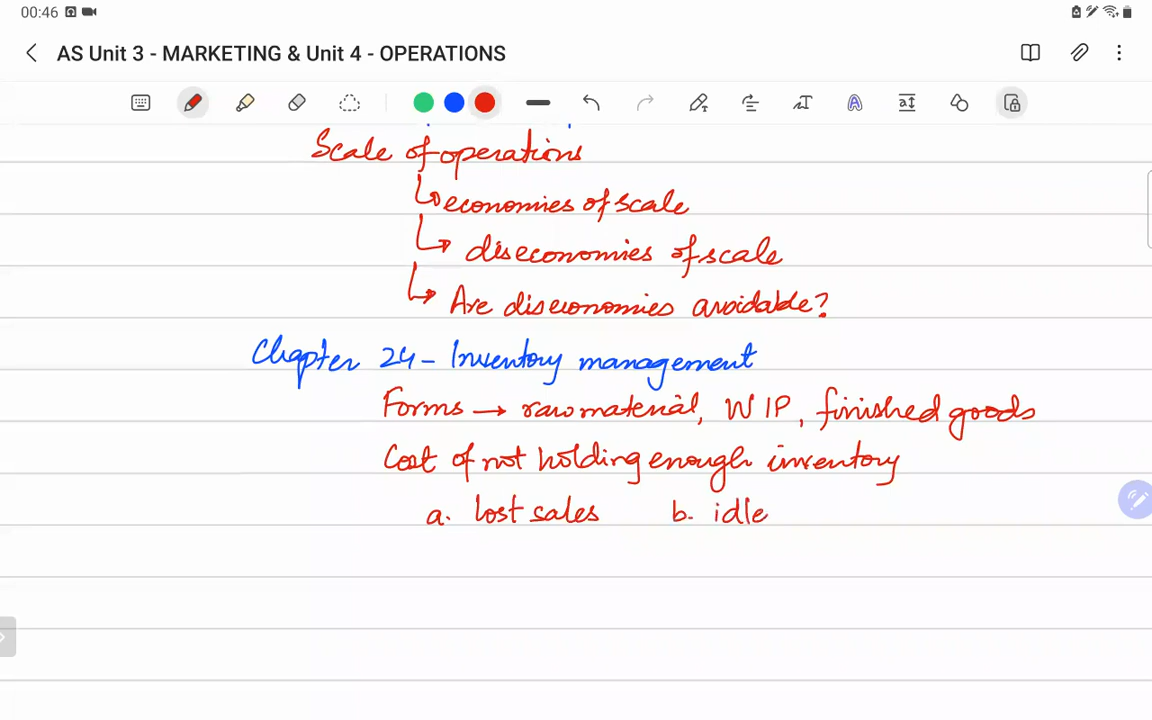 00:46
AS Unit 3 - MARKETING & Unit 4 - OPERATIONS
Scale of operations
economies of scale
diseconomies of scale
Are diseconomies avoidable?
Chapter 24 - Inventory management
Forms → raw material, WIP, finished goods
Cost of not holding enough inventory
a. lost sales b. idle